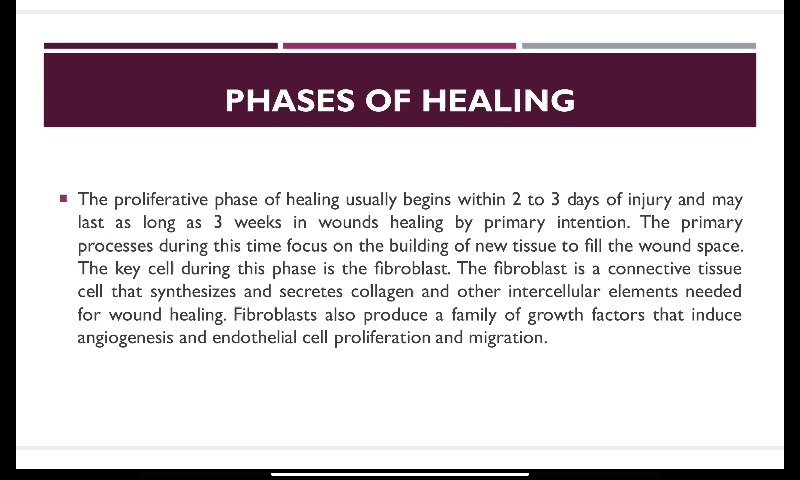 PHASES OF HEALING
The proliferative phase of healing usually begins within 2 to 3 days of injury and may
last as long as 3 weeks in wounds healing by primary intention. The primary
processes during this time focus on the building of new tissue to fill the wound space.
The key cell during this phase is the fibroblast. The fibroblast is a connective tissue
cell that synthesizes and secretes collagen and other intercellular elements needed
for wound healing. Fibroblasts also produce a family of growth factors that induce
angiogenesis and endothelial cell proliferation and migration.